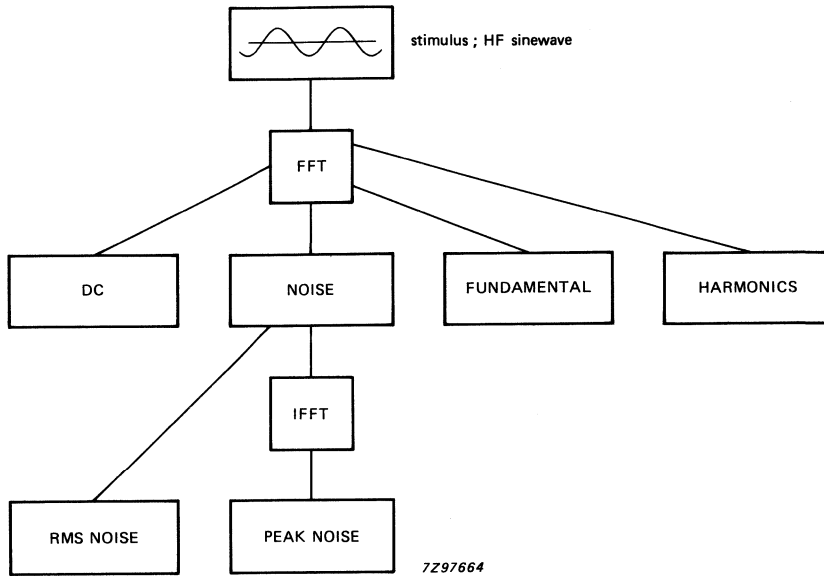 stimulus ; HF sinewave
FFT
DC
NOISE
FUNDAMENTAL
HARMONICS
IFFT
RMS NOISE
PEAK NOISE
7Z97664